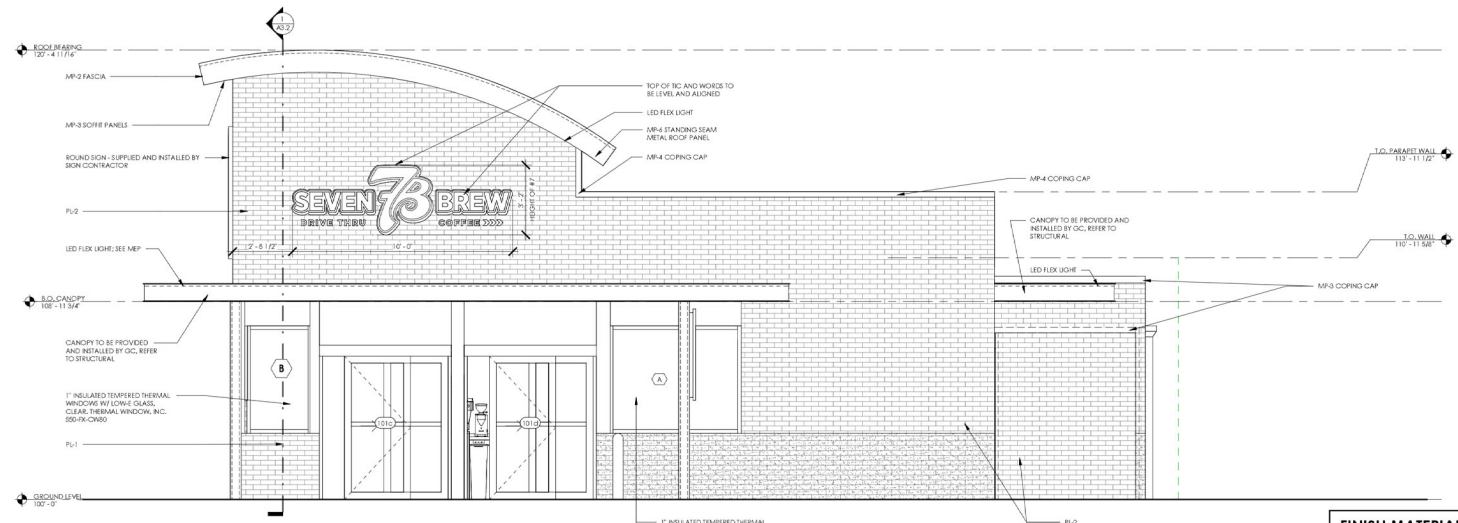 1
A3.2
ROOF BEARING
120' - 4 11/16"
MP-2 FASCIA
MP-3 SOFFIT PANELS
ROUND SIGN - SUPPLIED AND INSTALLED BY
SIGN CONTRACTOR
PL-2
LED FLEX LIGHT; SEE MEP
B.O. CANOPY
108' - 11 3/4"
CANOPY TO BE PROVIDED
AND INSTALLED BY GC, REFER
TO STRUCTURAL
1" INSULATED TEMPERED THERMAL
WINDOWS W/ LOW-E GLASS,
CLEAR. THERMAL WINDOW, INC.
550-FX-OW80
PL-1
GROUND LEVEL
100' - 0"
TOP OF TIC AND WORDS TO
BE LEVEL AND ALIGNED
LED FLEX LIGHT
MP-6 STANDING SEAM
METAL ROOF PANEL
MP-4 COPING CAP
SEVEN 7B BREW
DRIVE THRU COFFEE >>>
3' - 2"
HEIGHT OF #7
2' - 8 1/2"
10' - 0"
B
101c
101d
A
MP-4 COPING CAP
T.O. PARAPET WALL
113' - 11 1/2"
CANOPY TO BE PROVIDED AND
INSTALLED BY GC, REFER TO
STRUCTURAL
T.O. WALL
110' - 11 5/8"
LED FLEX LIGHT
MP-5 COPING CAP
1" INSULATED TEMPERED THERMAL
PL-2